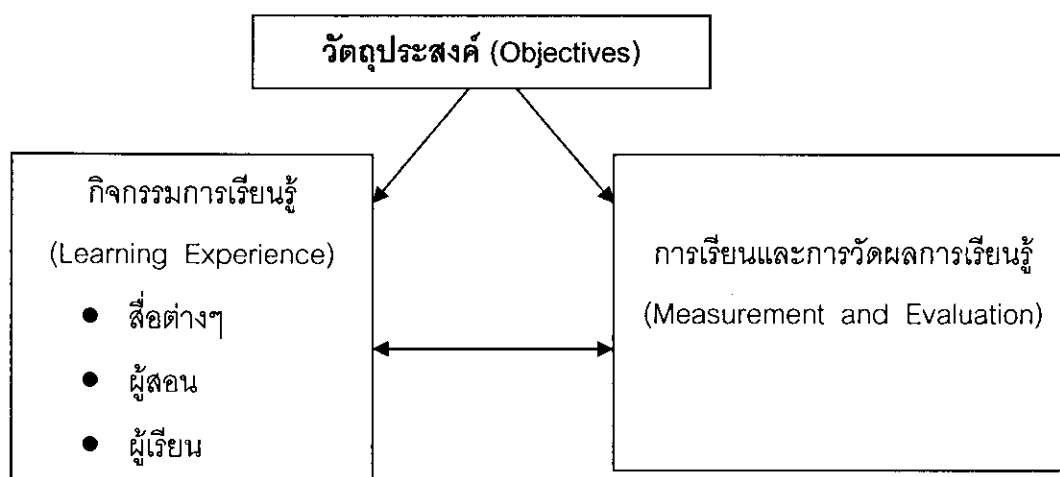 วัตถุประสงค์ (Objectives)
กิจกรรมการเรียนรู้
(Learning Experience)
● สื่อต่างๆ
● ผู้สอน
● ผู้เรียน
การเรียนและการวัดผลการเรียนรู้
(Measurement and Evaluation)